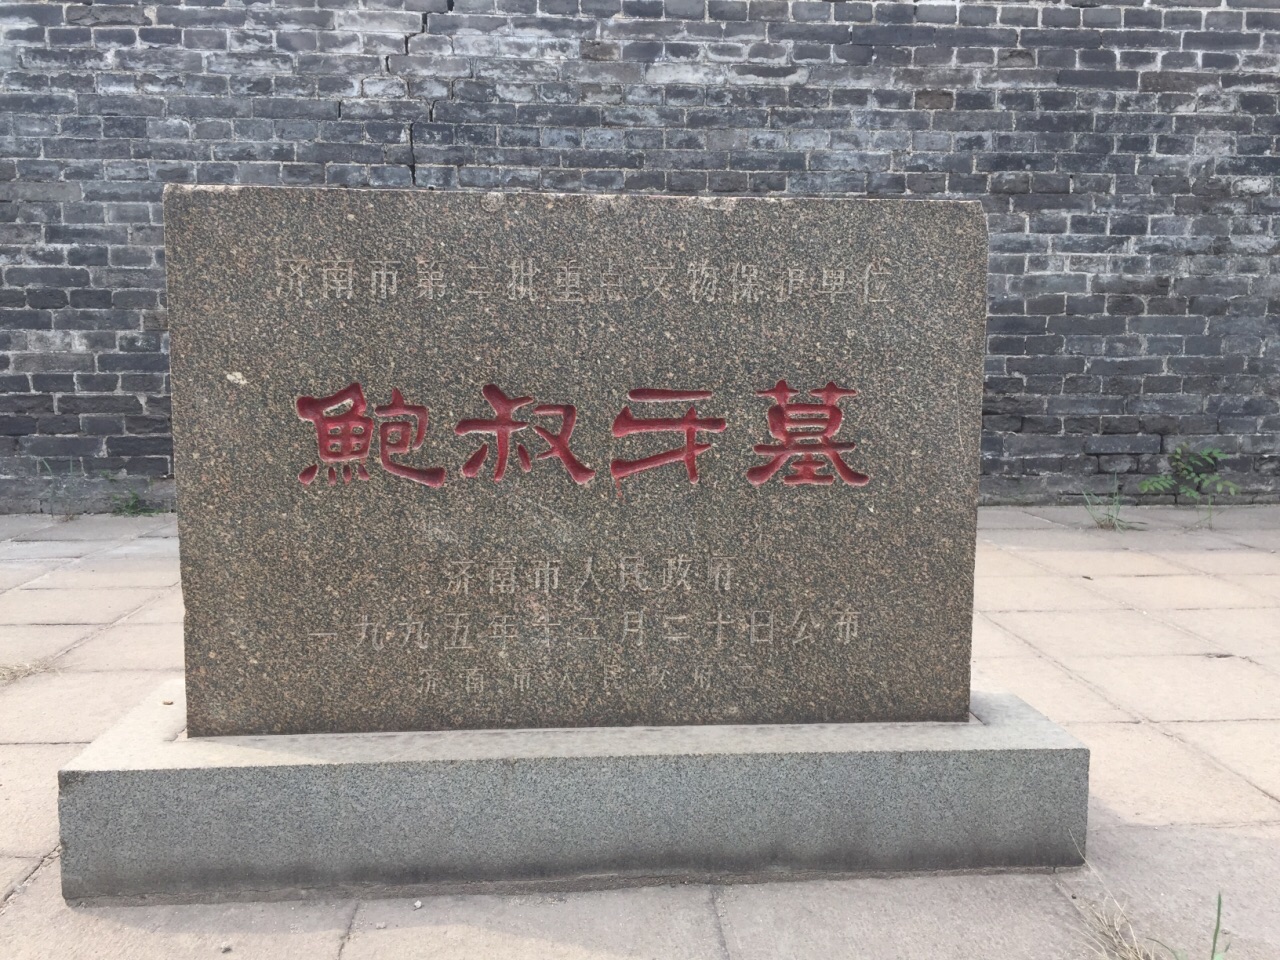 济南市第二批重点文物保护单位
鲍叔牙墓
济南市人民政府
一九九五年十二月二十日公布
济南市人民政府立